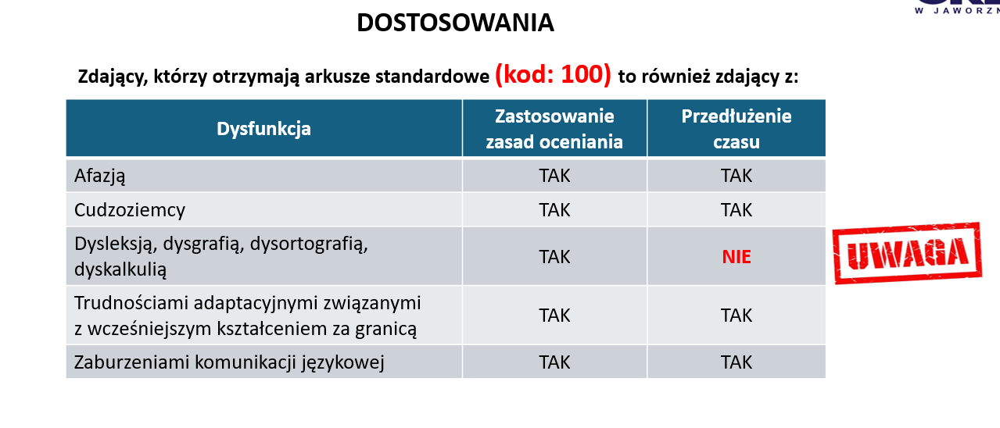 W JAWORZN
DOSTOSOWANIA
Zdający, którzy otrzymają arkusze standardowe (kod: 100) to również zdający z:
Dysfunkcja
Zastosowanie
zasad oceniania
Przedłużenie
czasu
Afazją
TAK
TAK
Cudzoziemcy
TAK
TAK
Dysleksją, dysgrafią, dysortografią,
dyskalkulią
TAK
NIE
UWAGA
Trudnościami adaptacyjnymi związanymi
z wcześniejszym kształceniem za granicą
TAK
TAK
Zaburzeniami komunikacji językowej
TAK
TAK